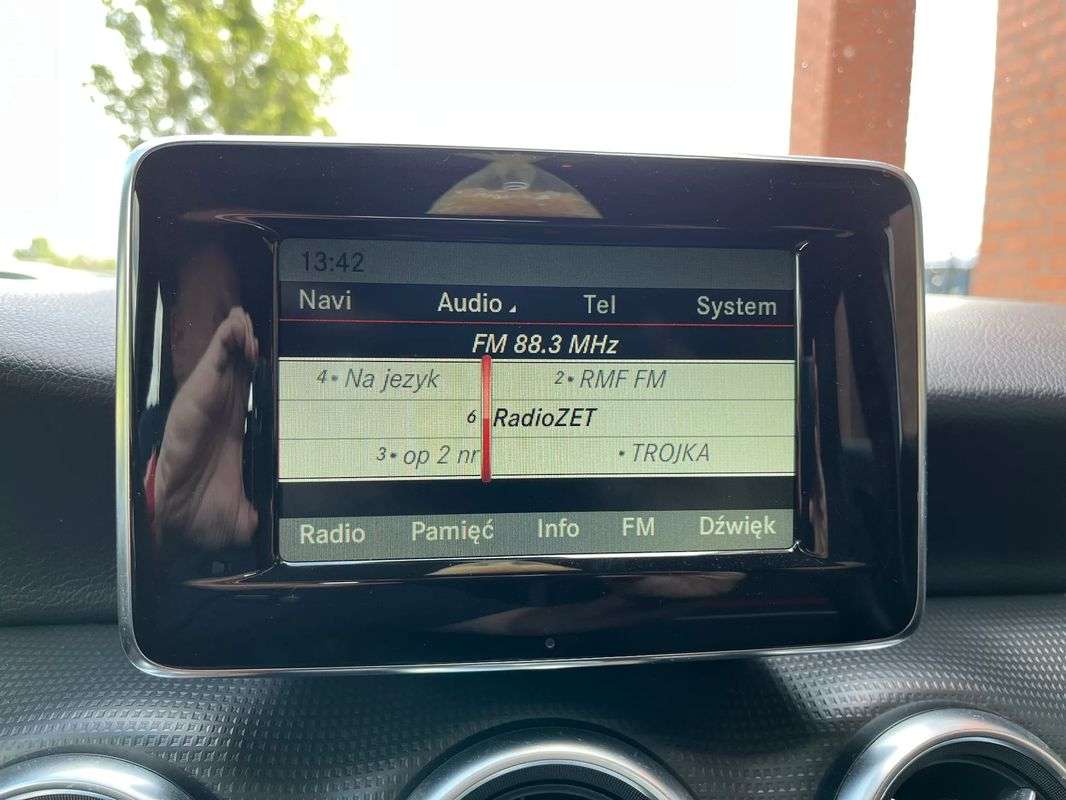 13:42
Navi Audio Tel System
FM 88.3 MHz
4• Na jezyk 2• RMF FM
6 RadioZET
3• op 2 nr • TROJKA
Radio Pamięć Info FM Dźwięk